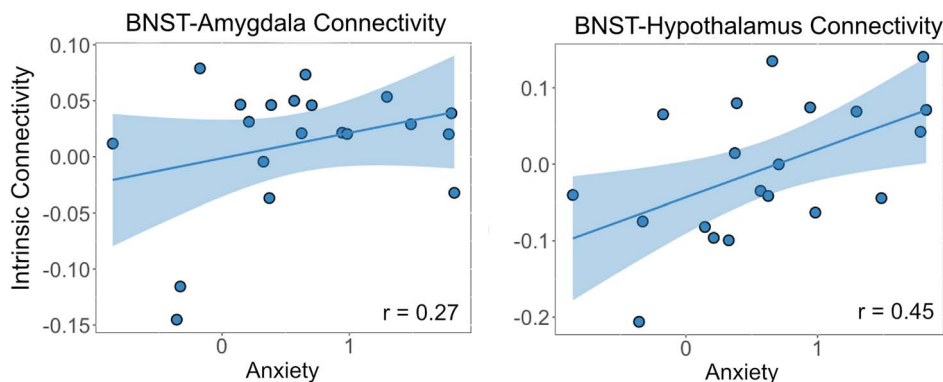 BNST-Amygdala Connectivity
BNST-Hypothalamus Connectivity
Intrinsic Connectivity
0.10
0.05
0.00
-0.05
-0.10
-0.15
0
1
Anxiety
r = 0.27
0.1
0.0
-0.1
-0.2
0
1
Anxiety
r = 0.45